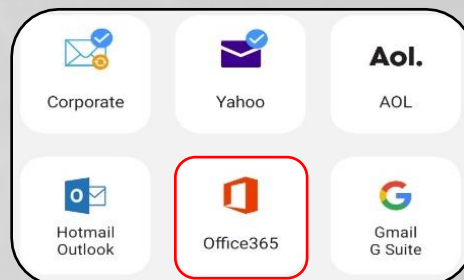 Aol.
Corporate
Yahoo
AOL
o
Hotmail
Outlook
Office365
Gmail
G Suite